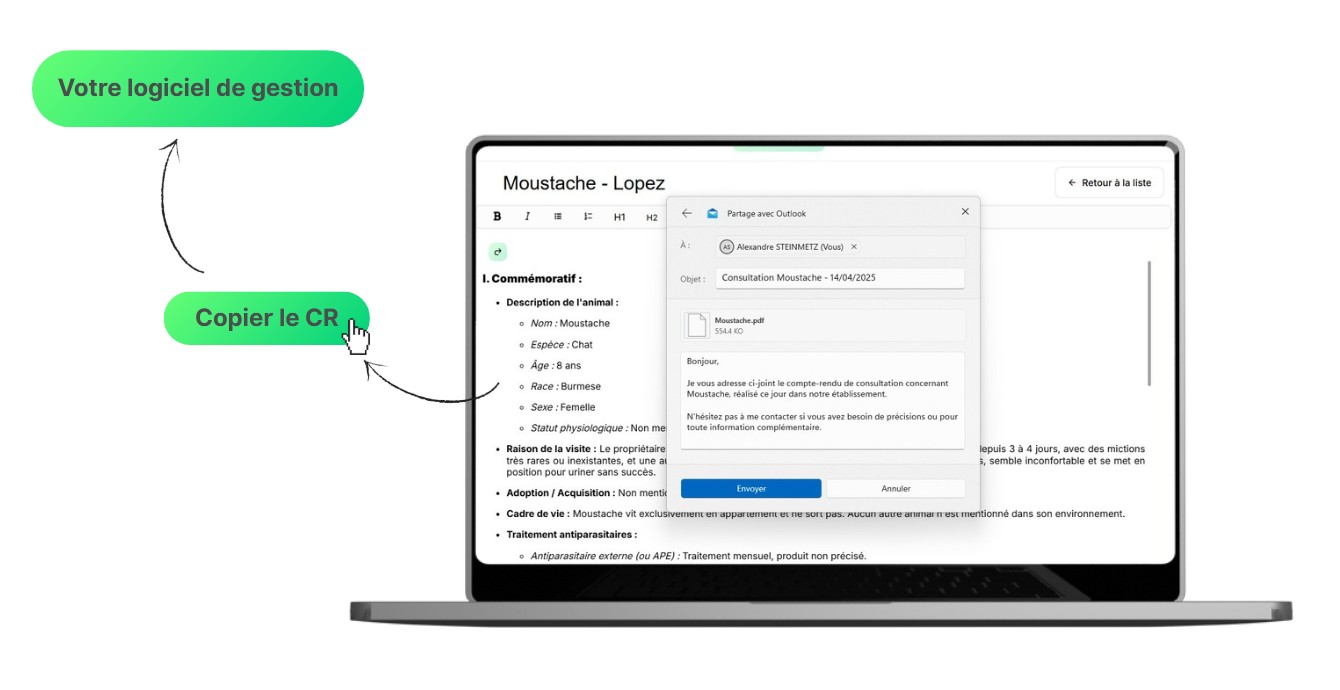 Votre logiciel de gestion
Copier le CR
Moustache - Lopez
← Retour à la liste
B I H1 H2
Partage avec Outlook
À :
AS Alexandre STEINMETZ (Vous)
Objet :
Consultation Moustache - 14/04/2025
Moustache.pdf
554.4 KO
Bonjour,
Je vous adresse ci-joint le compte-rendu de consultation concernant
Moustache, réalisé ce jour dans notre établissement.
N'hésitez pas à me contacter si vous avez besoin de précisions ou pour
toute information complémentaire.
Envoyer
Annuler
I. Commémoratif :
Description de l'animal :
Nom : Moustache
Espèce : Chat
Âge : 8 ans
Race : Burmese
Sexe : Femelle
Statut physiologique : Non
Raison de la visite : Le propriétaire depuis 3 à 4 jours, avec des mictions
très rares ou inexistantes, et une semble inconfortable et se met en
position pour uriner sans succès.
Adoption / Acquisition : Non
Cadre de vie : Moustache vit exclusivement en appartement et ne sort pas. Aucun autre animal n'est mentionné dans son environnement.
Traitement antiparasitaires :
Antiparasitaire externe (ou APE) : Traitement mensuel, produit non précisé.